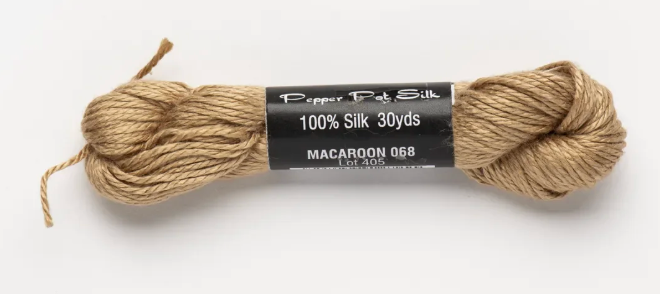 Pepper Pot Silk
100% Silk 30yds
MACAROON 068
Lot 405